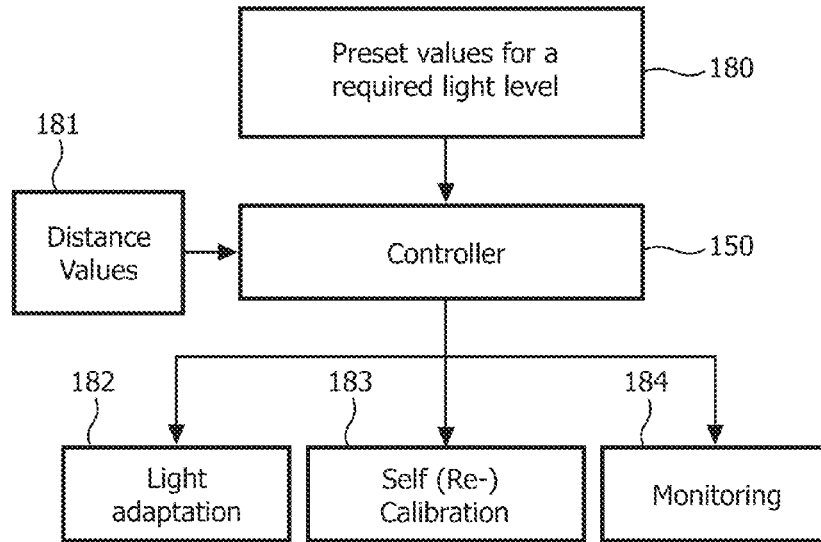 Preset values for a
required light level
180
181
Distance
Values
Controller
150
182
183
184
Light
adaptation
Self (Re-)
Calibration
Monitoring